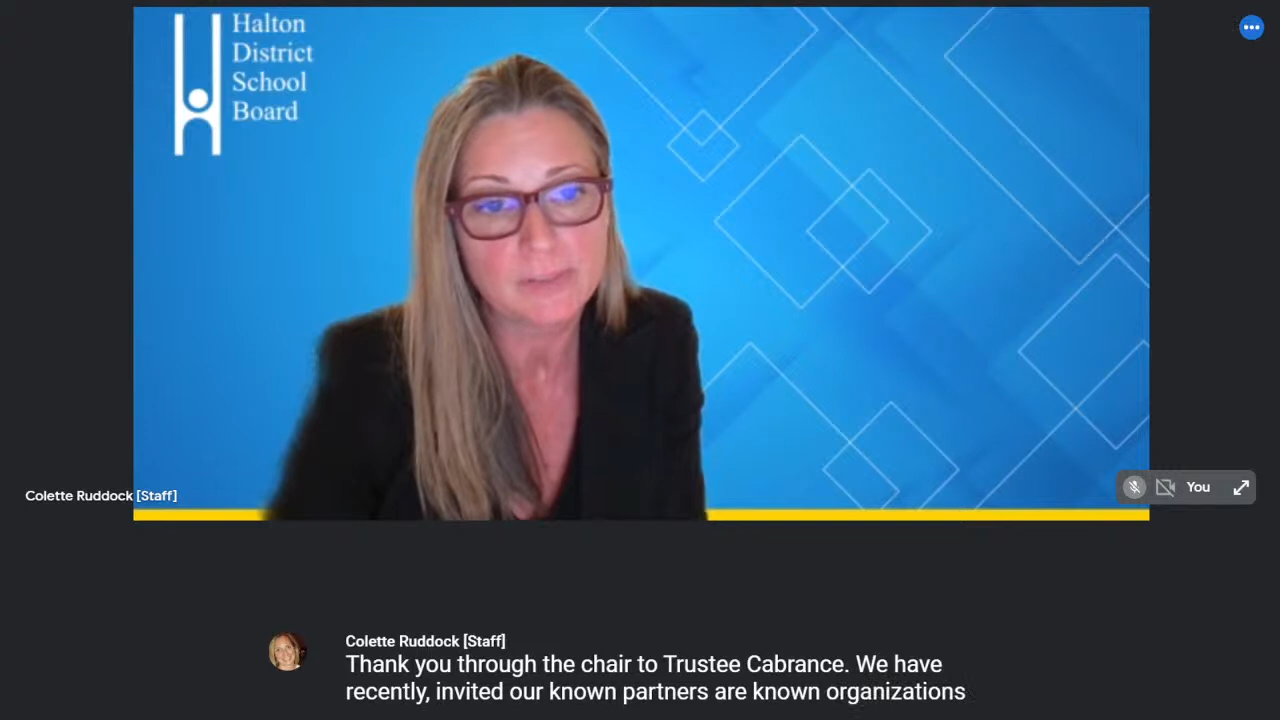 Halton
District
School
Board
Colette Ruddock [Staff]
You
Colette Ruddock [Staff]
Thank you through the chair to Trustee Cabrance. We have
recently, invited our known partners are known organizations